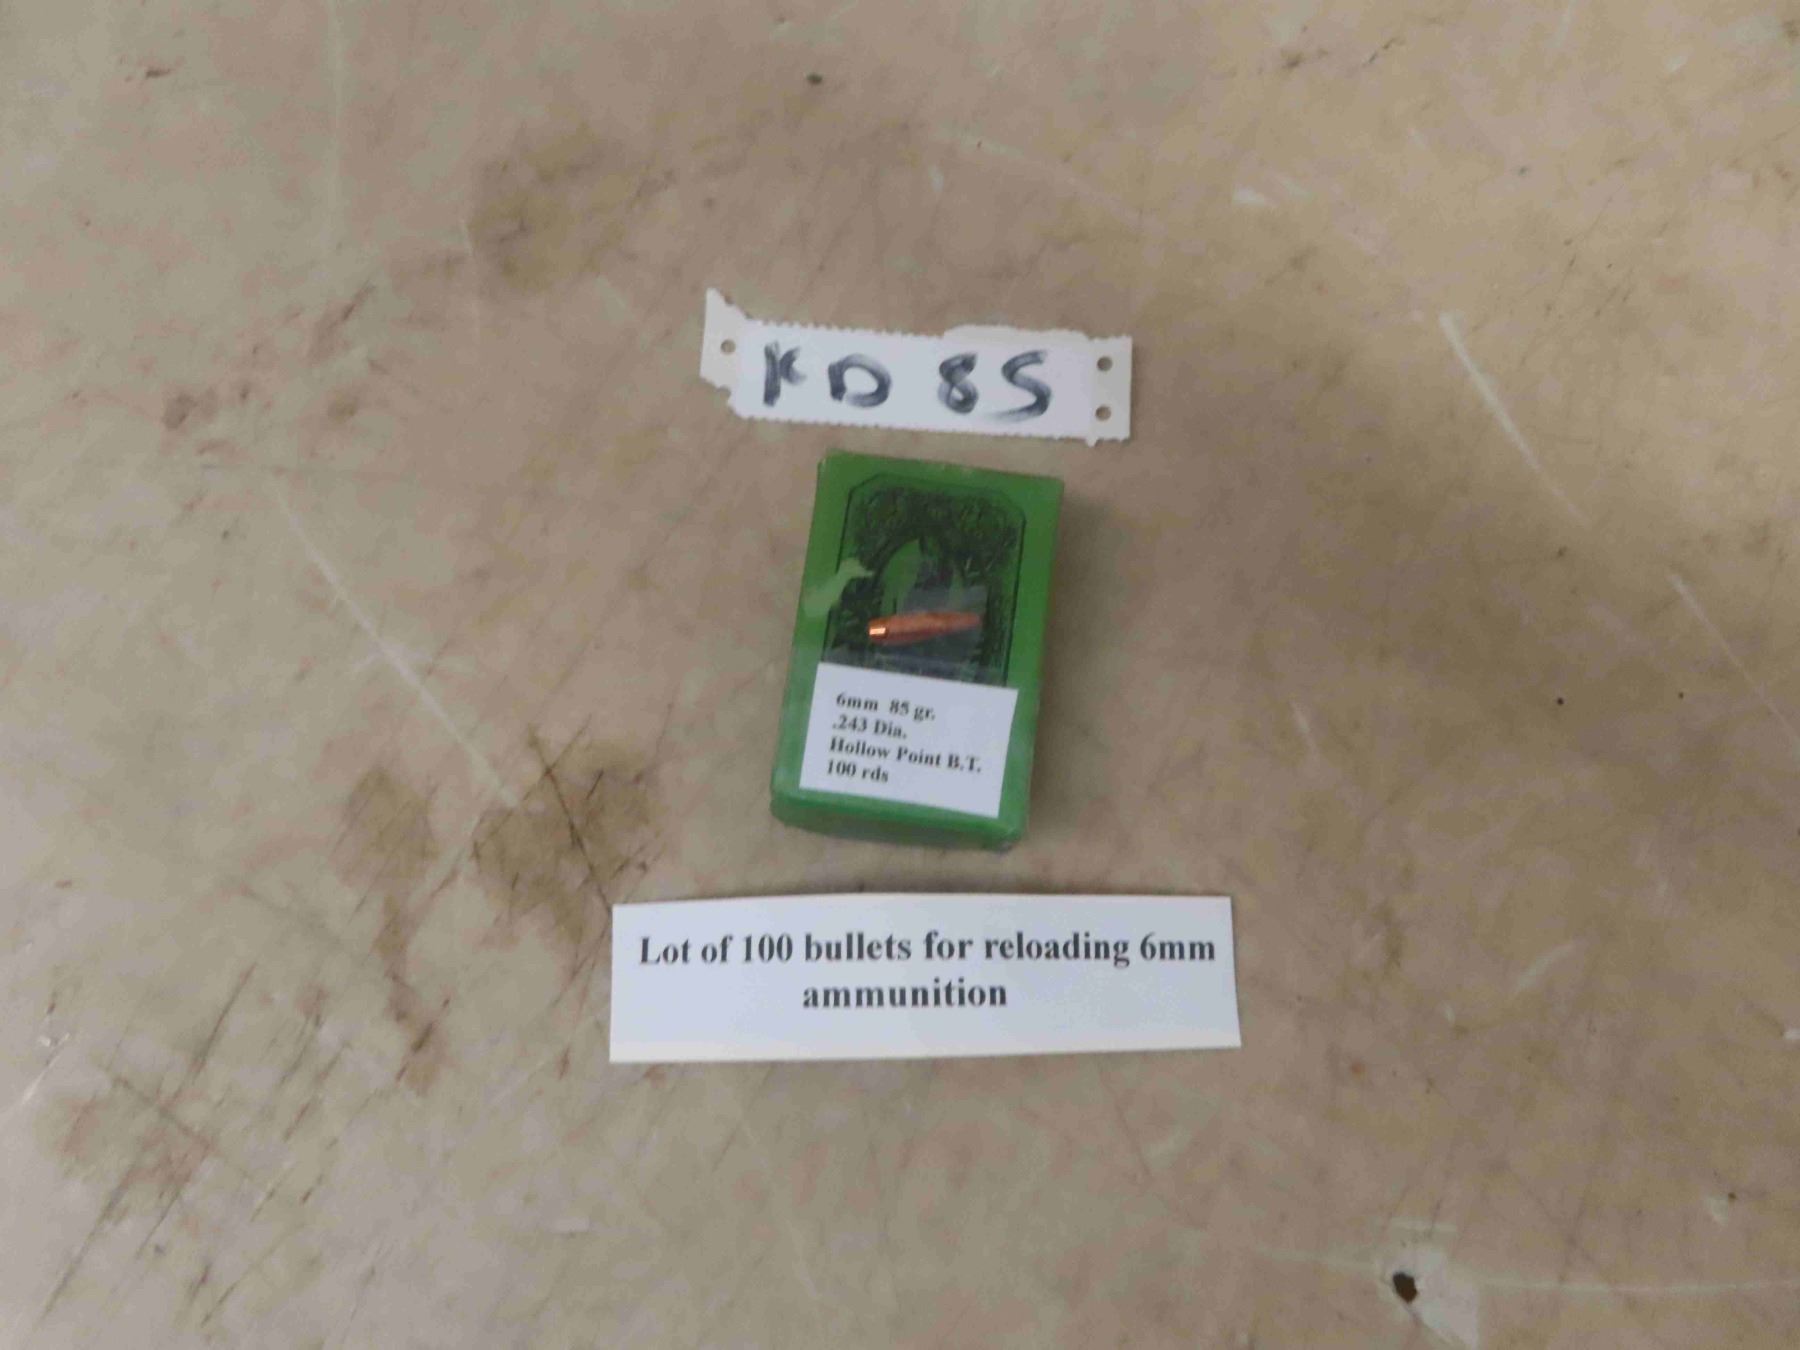 KD 85
6mm 85 gr.
.243 Dia.
Hollow Point B.T.
100 rds
Lot of 100 bullets for reloading 6mm
ammunition